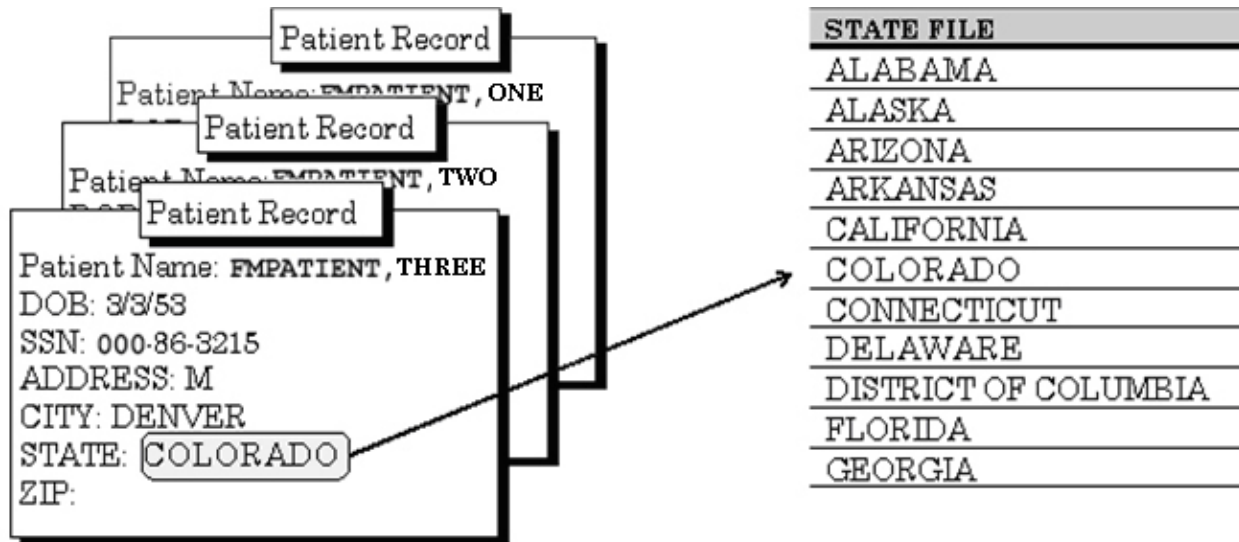 Patient Record
Patient Name: FMPATIENT, ONE
Patient Record
Patient Name: FMPATIENT, TWO
Patient Record
Patient Name: FMPATIENT, THREE
DOB: 3/3/53
SSN: 000-86-3215
ADDRESS: M
CITY: DENVER
STATE: COLORADO
ZIP:
STATE FILE
ALABAMA
ALASKA
ARIZONA
ARKANSAS
CALIFORNIA
COLORADO
CONNECTICUT
DELAWARE
DISTRICT OF COLUMBIA
FLORIDA
GEORGIA